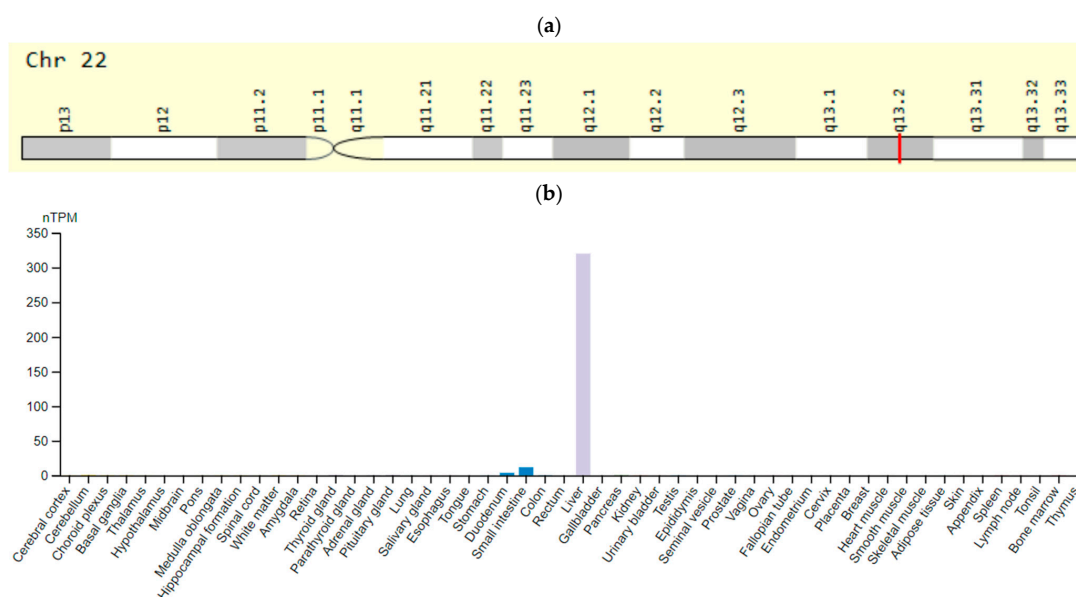 (a)
Chr 22
p13
p12
p11.2
p11.1
q11.1
q11.21
q11.22
q11.23
q12.1
q12.2
q12.3
q13.1
q13.2
q13.31
q13.32
q13.33
(b)
nTPM
350
300
250
200
150
100
50
0
Cerebral cortex
Cerebellum
Choroid plexus
Basal ganglia
Thalamus
Hypothalamus
Midbrain
Pons
Medulla oblongata
Hippocampal formation
Spinal cord
White matter
Amygdala
Retina
Thyroid gland
Parathyroid gland
Adrenal gland
Pituitary gland
Lung
Salivary gland
Esophagus
Tongue
Stomach
Duodenum
Small intestine
Colon
Rectum
Liver
Gallbladder
Pancreas
Kidney
Urinary bladder
Testis
Epididymis
Seminal vesicle
Prostate
Vagina
Ovary
Fallopian tube
Endometrium
Cervix
Placenta
Breast
Heart muscle
Smooth muscle
Skeletal muscle
Adipose tissue
Skin
Appendix
Spleen
Lymph node
Tonsil
Bone marrow
Thymus